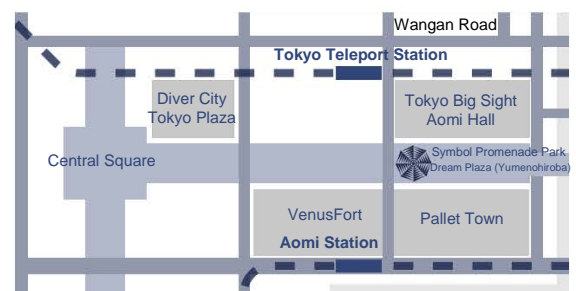 Wangan Road
Tokyo Teleport Station
Diver City
Tokyo Plaza
Tokyo Big Sight
Aomi Hall
Central Square
Symbol Promenade Park
Dream Plaza (Yumenohiroba)
VenusFort
Pallet Town
Aomi Station